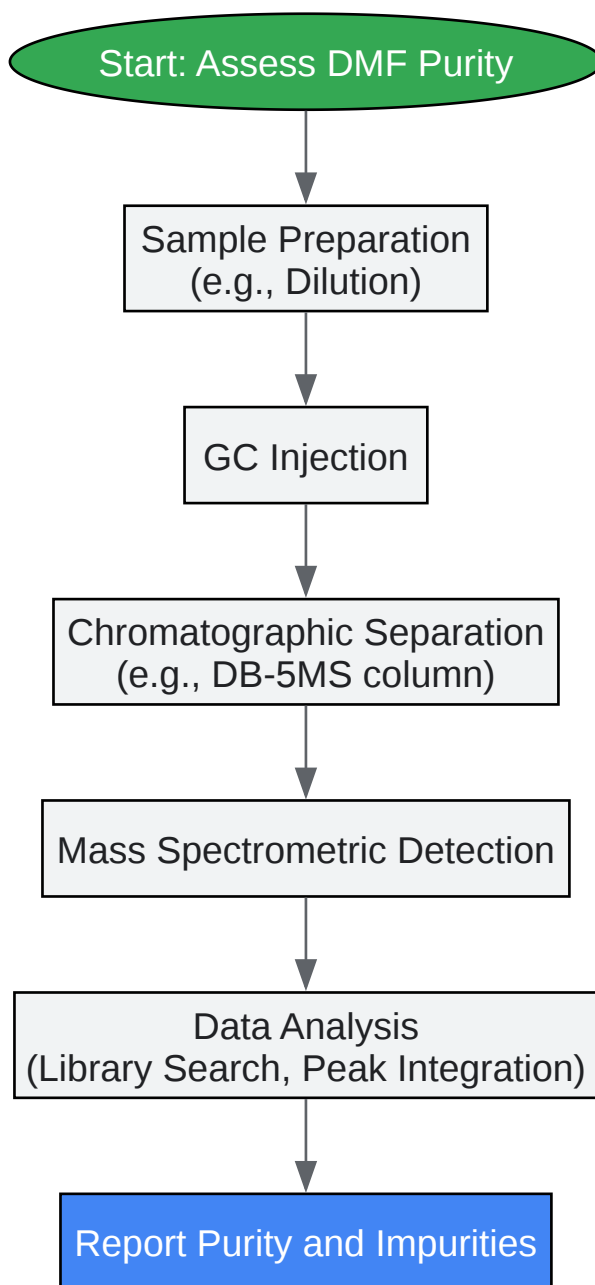 Start: Assess DMF Purity
Sample Preparation
(e.g., Dilution)
GC Injection
Chromatographic Separation
(e.g., DB-5MS column)
Mass Spectrometric Detection
Data Analysis
(Library Search, Peak Integration)
Report Purity and Impurities